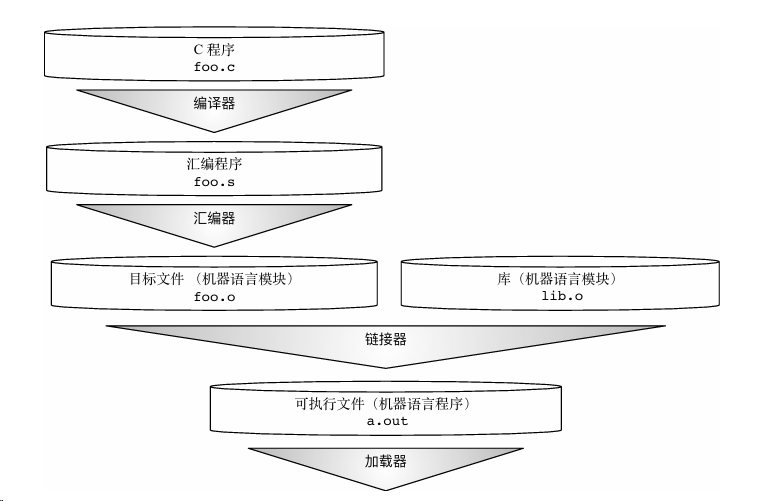 C 程序
foo.c
编译器
汇编程序
foo.s
汇编器
目标文件 （机器语言模块）
foo.o
库（机器语言模块）
lib.o
链接器
可执行文件（机器语言程序）
a.out
加载器